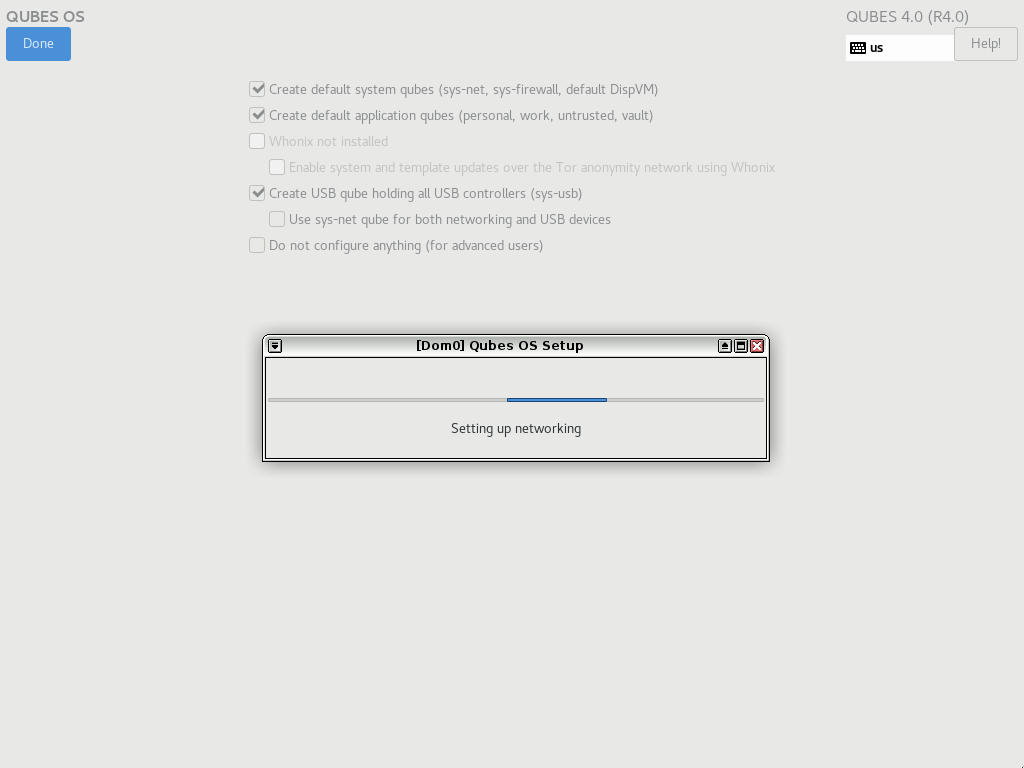 QUBES OS
QUBES 4.0 (R4.0)
Done
us
Help!
Create default system qubes (sys-net, sys-firewall, default DispVM)
Create default application qubes (personal, work, untrusted, vault)
Whonix not installed
Enable system and template updates over the Tor anonymity network using Whonix
Create USB qube holding all USB controllers (sys-usb)
Use sys-net qube for both networking and USB devices
Do not configure anything (for advanced users)
[Dom0] Qubes OS Setup
Setting up networking